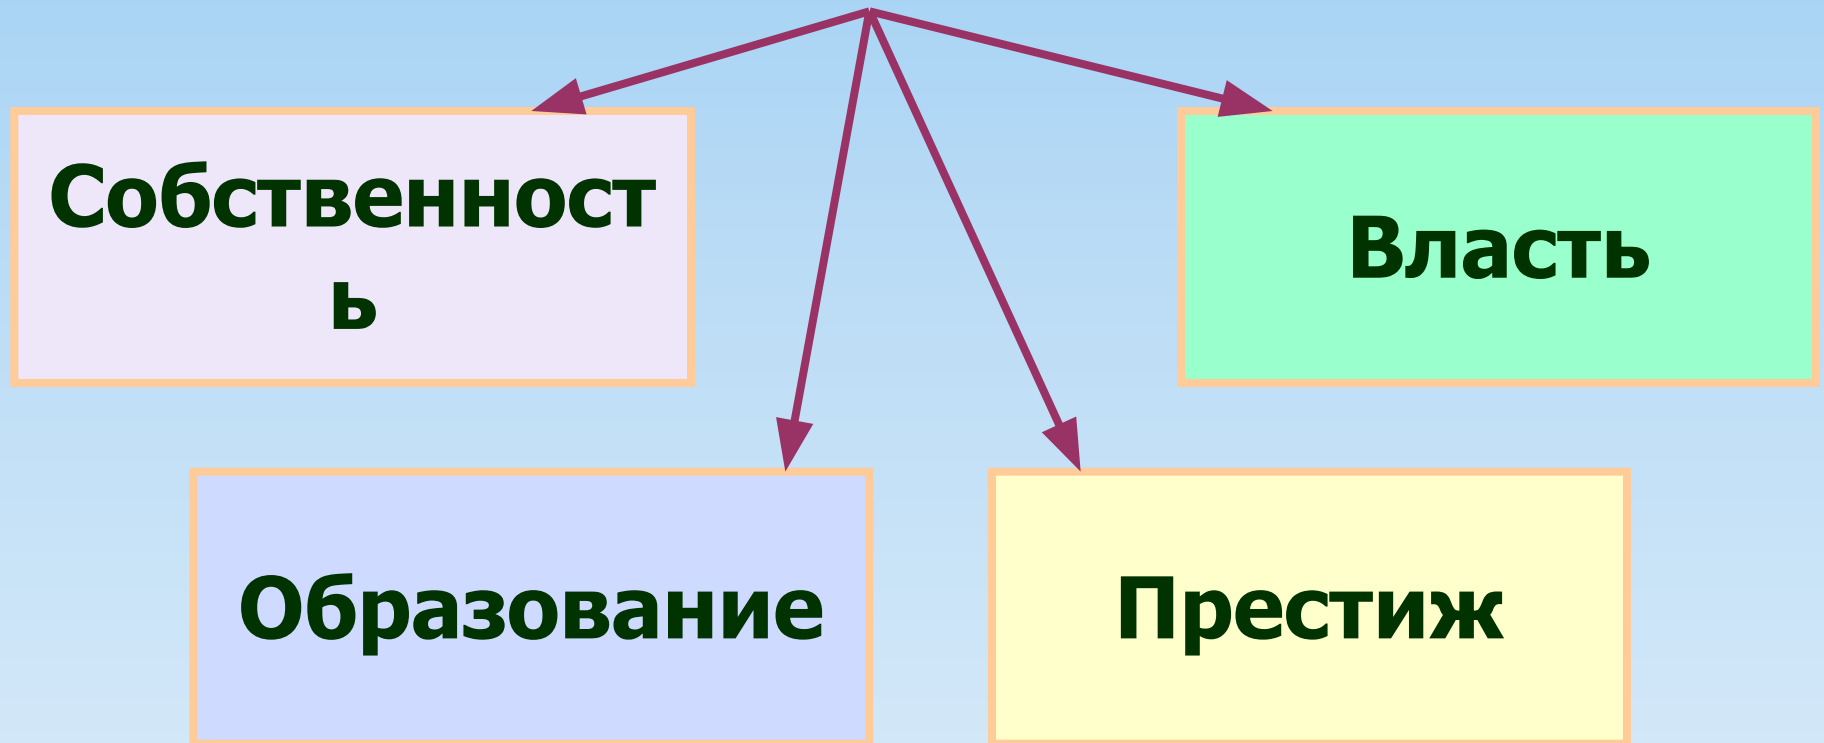 Собственност
ь
Власть
Образование
Престиж